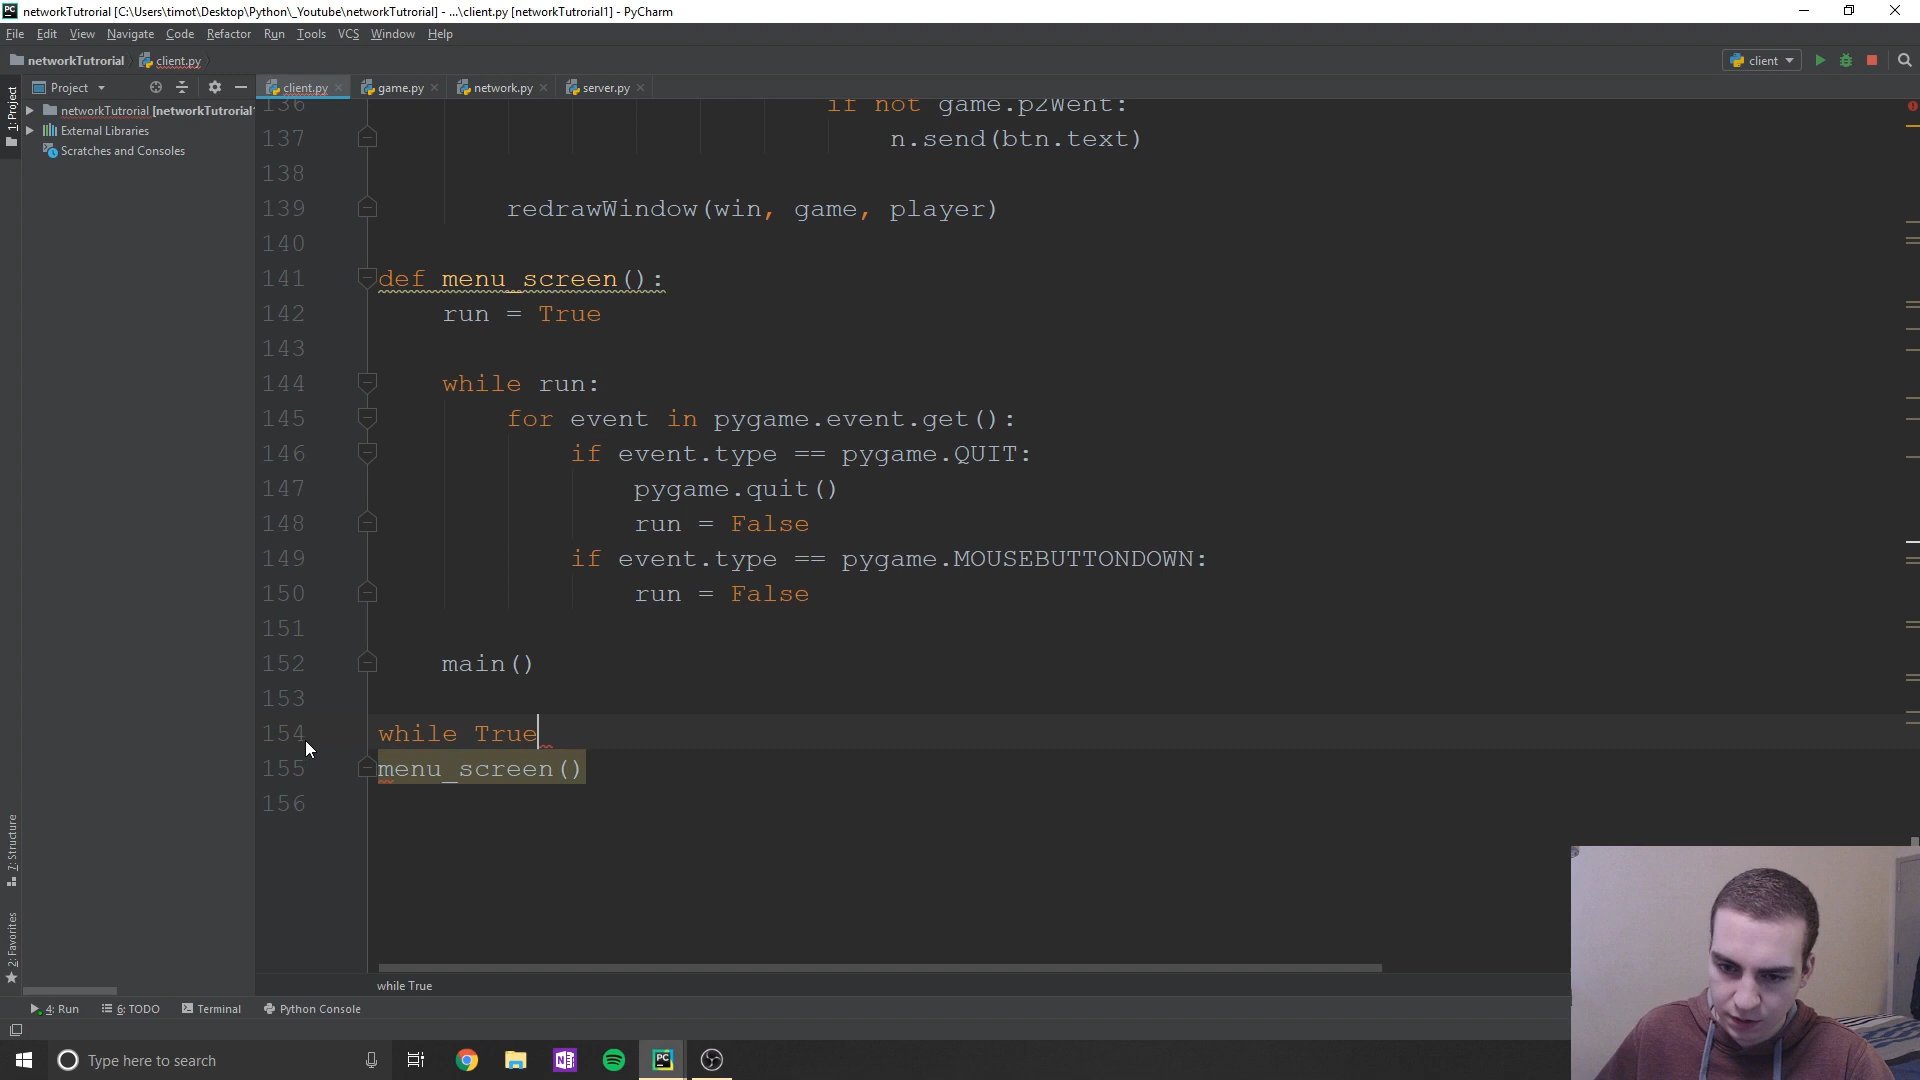 networkTutorial [C:\Users\timot\Desktop\Python\_Youtube\networkTutorial] - ...\client.py [networkTutorial1] - PyCharm
File Edit View Navigate Code Refactor Run Tools VCS Window Help
networkTutrorial client.py client
1: Project
Project client.py game.py network.py server.py
networkTutrorial [networkTutrorial
External Libraries
Scratches and Consoles
136 if not game.p2Went:
137 n.send(btn.text)
138
139 redrawWindow(win, game, player)
140
141 def menu_screen():
142 run = True
143
144 while run:
145 for event in pygame.event.get():
146 if event.type == pygame.QUIT:
147 pygame.quit()
148 run = False
149 if event.type == pygame.MOUSEBUTTONDOWN:
150 run = False
151
152 main()
153
154 while True
155 menu_screen()
156
7: Structure
2: Favorites
while True
4: Run 6: TODO Terminal Python Console
Type here to search